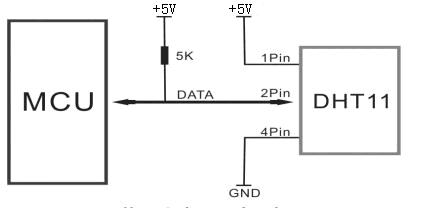 +5V +5V
5K
1Pin
MCU
DATA
2Pin
DHT11
4Pin
GND